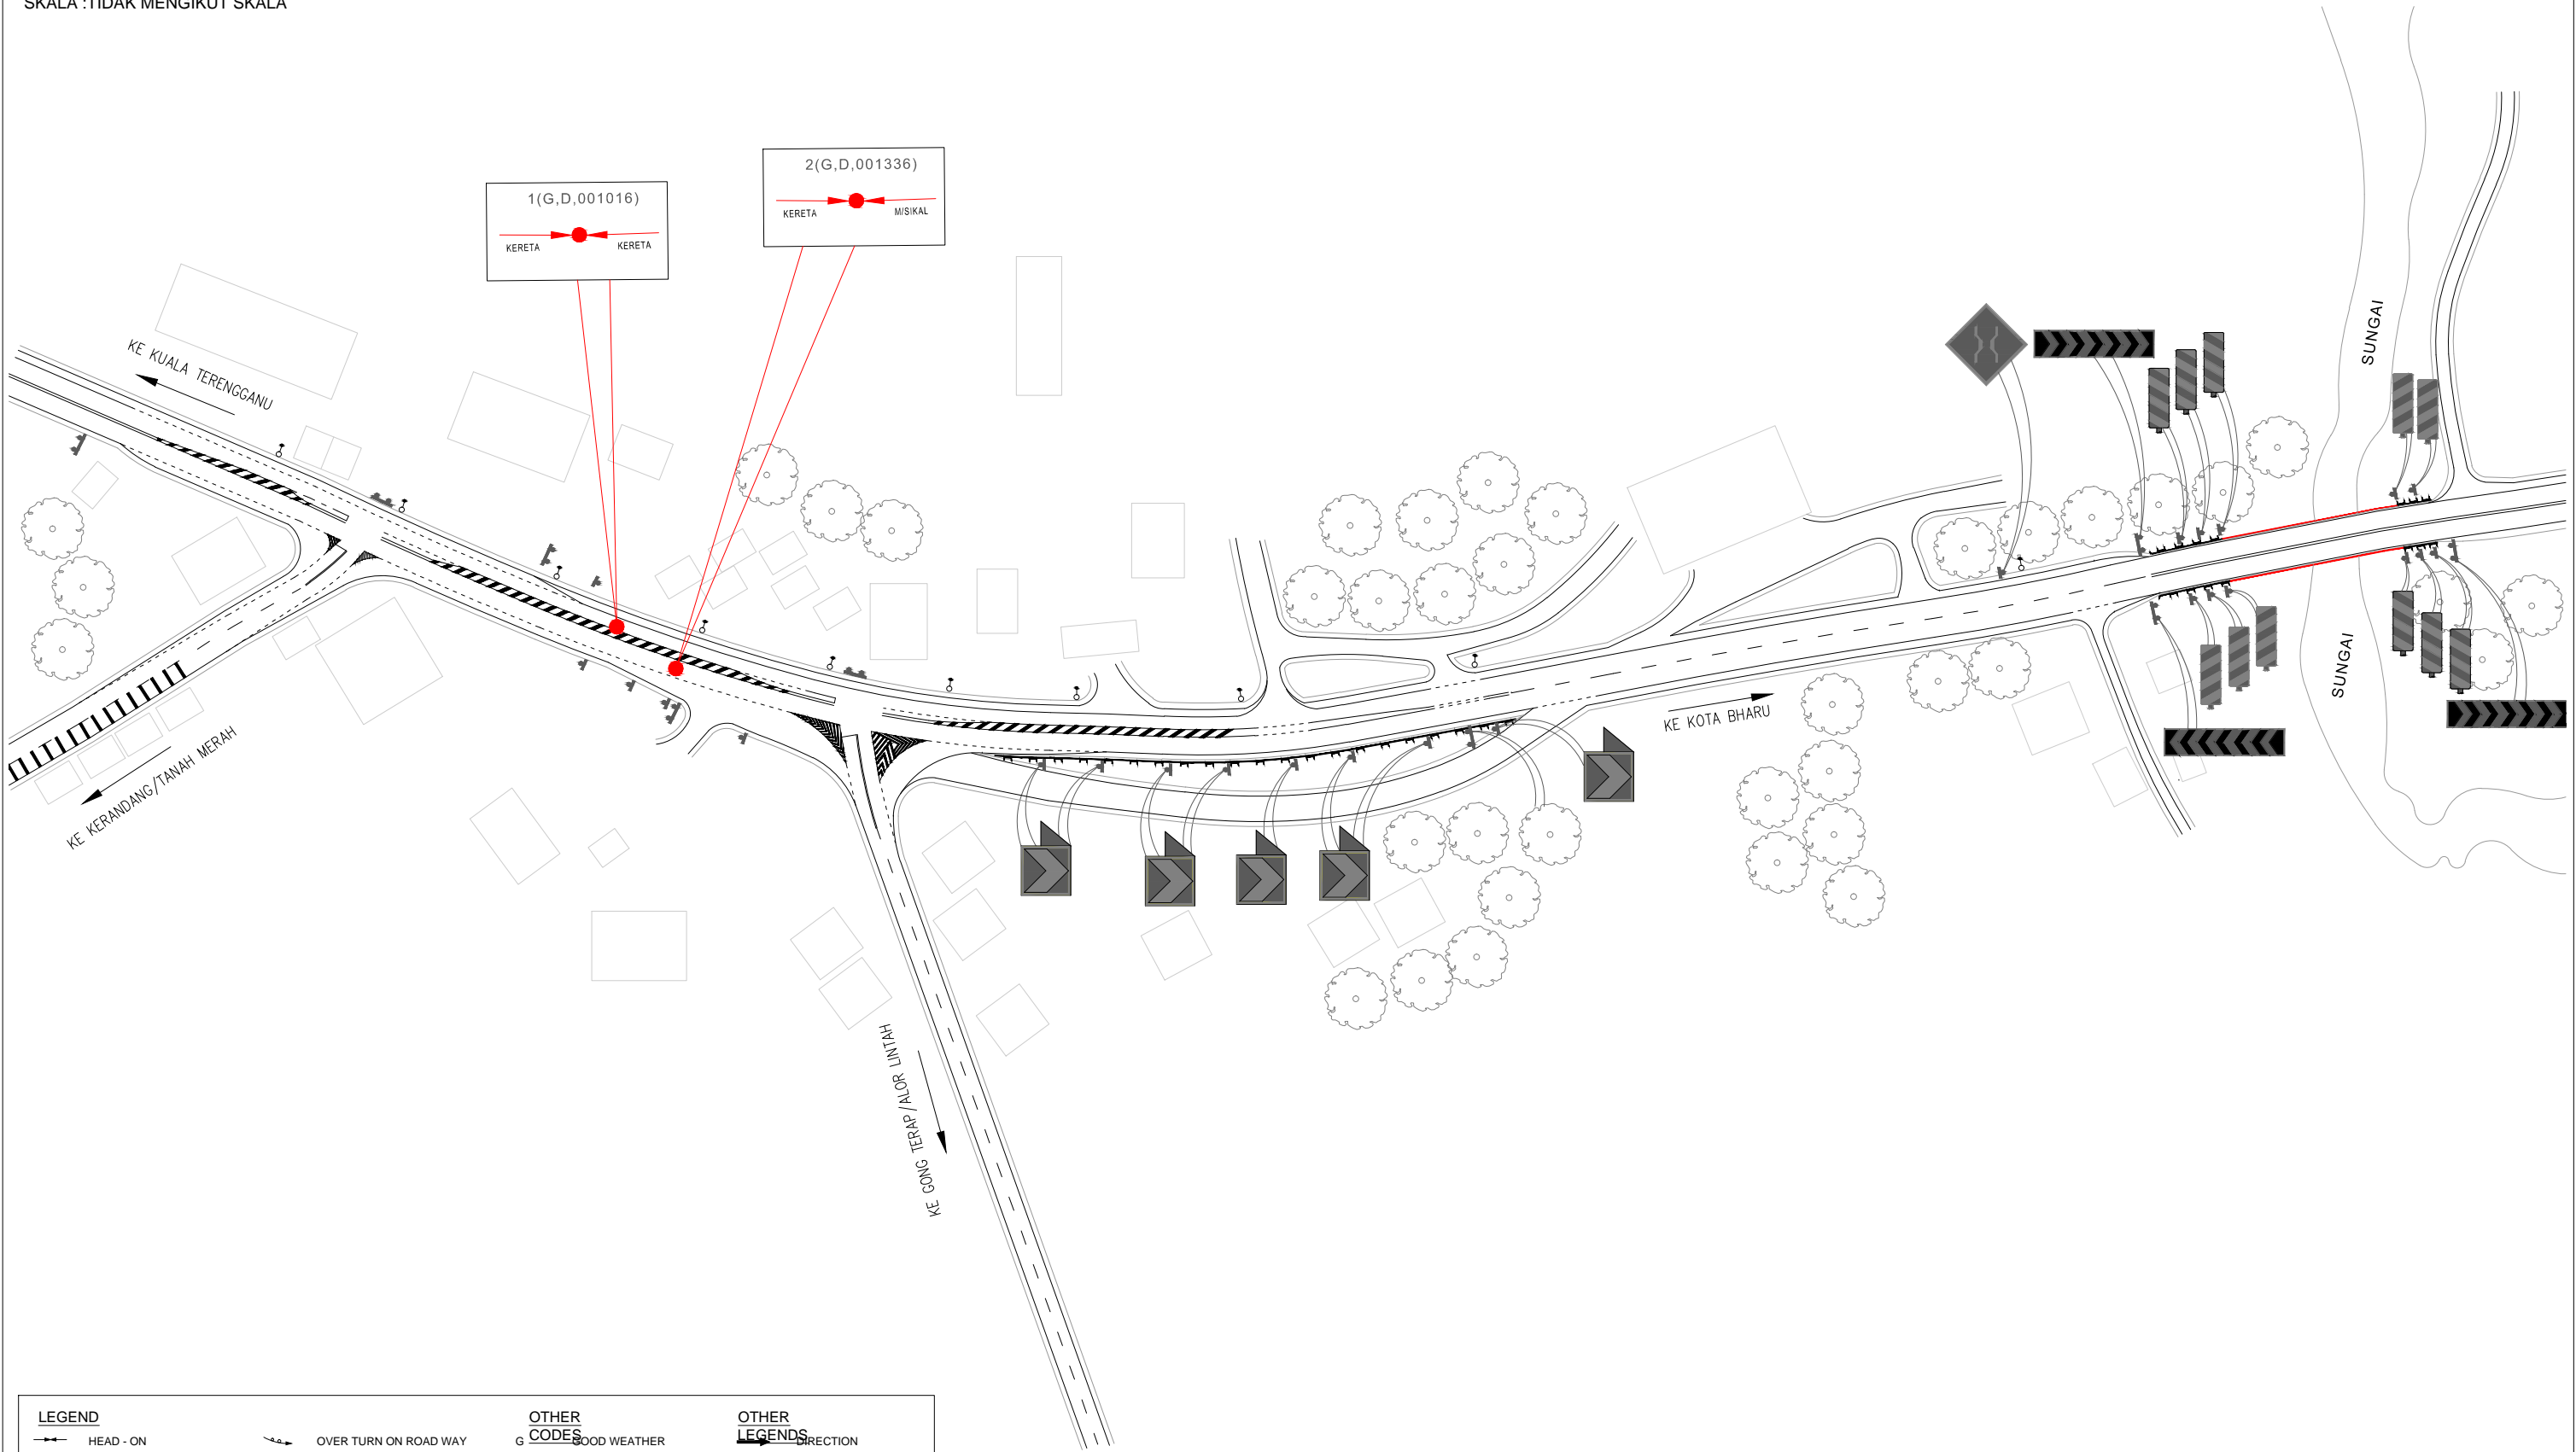 SKALA :TIDAK MENGIKUT SKALA
1(G,D,001016)
KERETA KERETA
2(G,D,001336)
KERETA M/SIKAL
KE KUALA TERENGGANU
KE KERANDANG/TANAH MERAH
KE GONG TERAP/ALOR LINTAH
KE KOTA BHARU
SUNGAI
SUNGAI
LEGEND
HEAD - ON
OVER TURN ON ROAD WAY
OTHER
CODES
G GOOD WEATHER
OTHER
LEGENDS
DIRECTION